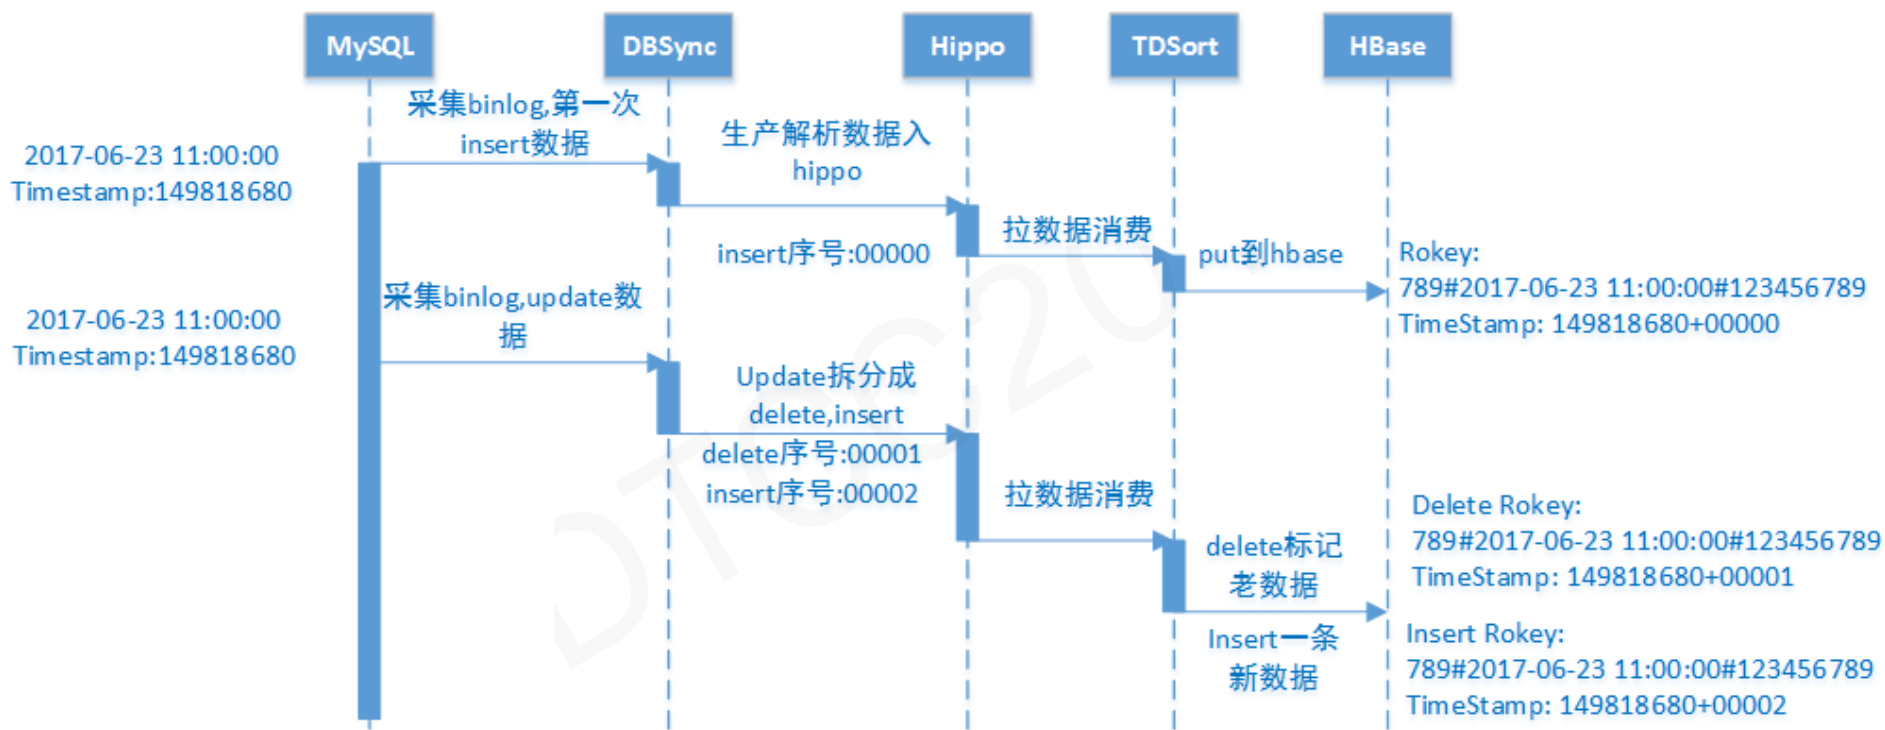 MySQL
DBSync
Hippo
TDSort
HBase
采集binlog,第一次
insert数据
生产解析数据入
hippo
2017-06-23 11:00:00
Timestamp:149818680
insert序号:00000
拉数据消费
put到hbase
Rokey:
789#2017-06-23 11:00:00#123456789
TimeStamp: 149818680+00000
采集binlog,update数
据
2017-06-23 11:00:00
Timestamp:149818680
Update拆分成
delete,insert
delete序号:00001
insert序号:00002
拉数据消费
delete标记
老数据
Insert一条
新数据
Delete Rokey:
789#2017-06-23 11:00:00#123456789
TimeStamp: 149818680+00001
Insert Rokey:
789#2017-06-23 11:00:00#123456789
TimeStamp: 149818680+00002
DTCC20